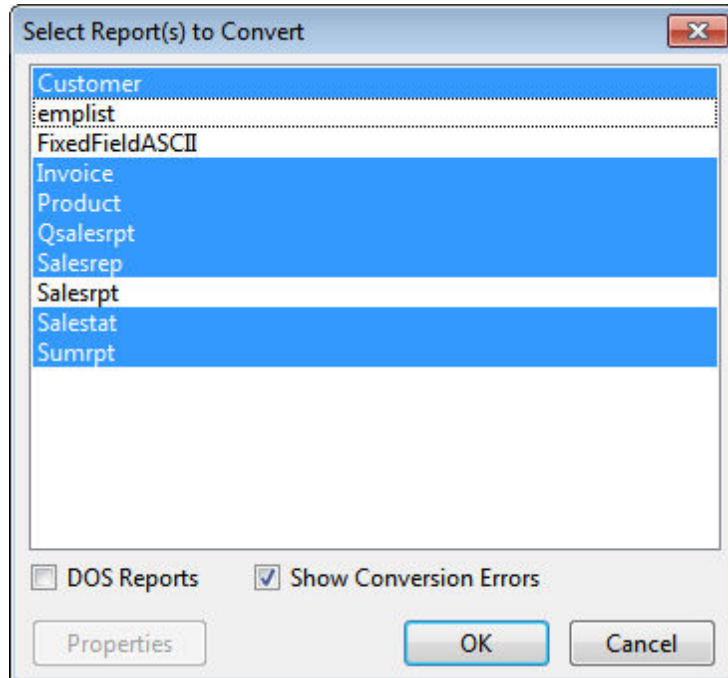 Select Report(s) to Convert
Customer
emplist
FixedFieldASCII
Invoice
Product
Qsalesrpt
Salesrep
Salesrpt
Salestat
Sumrpt
DOS Reports Show Conversion Errors
Properties OK Cancel